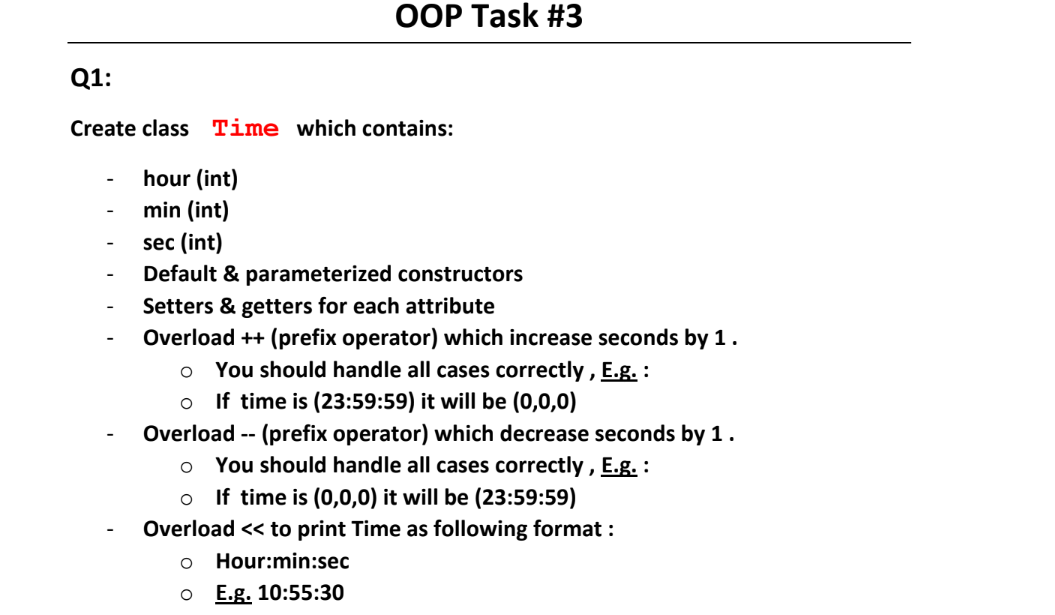 OOP Task #3
Q1:
Create class Time which contains:
- hour (int)
- min (int)
- sec (int)
- Default & parameterized constructors
- Setters & getters for each attribute
- Overload ++ (prefix operator) which increase seconds by 1 .
o You should handle all cases correctly , E.g. :
o If time is (23:59:59) it will be (0,0,0)
- Overload -- (prefix operator) which decrease seconds by 1 .
o You should handle all cases correctly , E.g. :
o If time is (0,0,0) it will be (23:59:59)
- Overload << to print Time as following format :
o Hour:min:sec
o E.g. 10:55:30